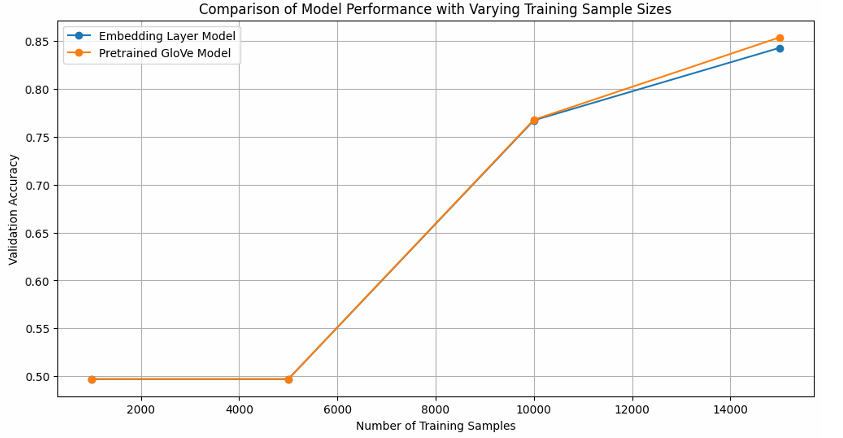 Comparison of Model Performance with Varying Training Sample Sizes
Embedding Layer Model
Pretrained GloVe Model
0.85
0.80
0.75
0.70
0.65
0.60
0.55
0.50
Validation Accuracy
2000 4000 6000 8000 10000 12000 14000
Number of Training Samples